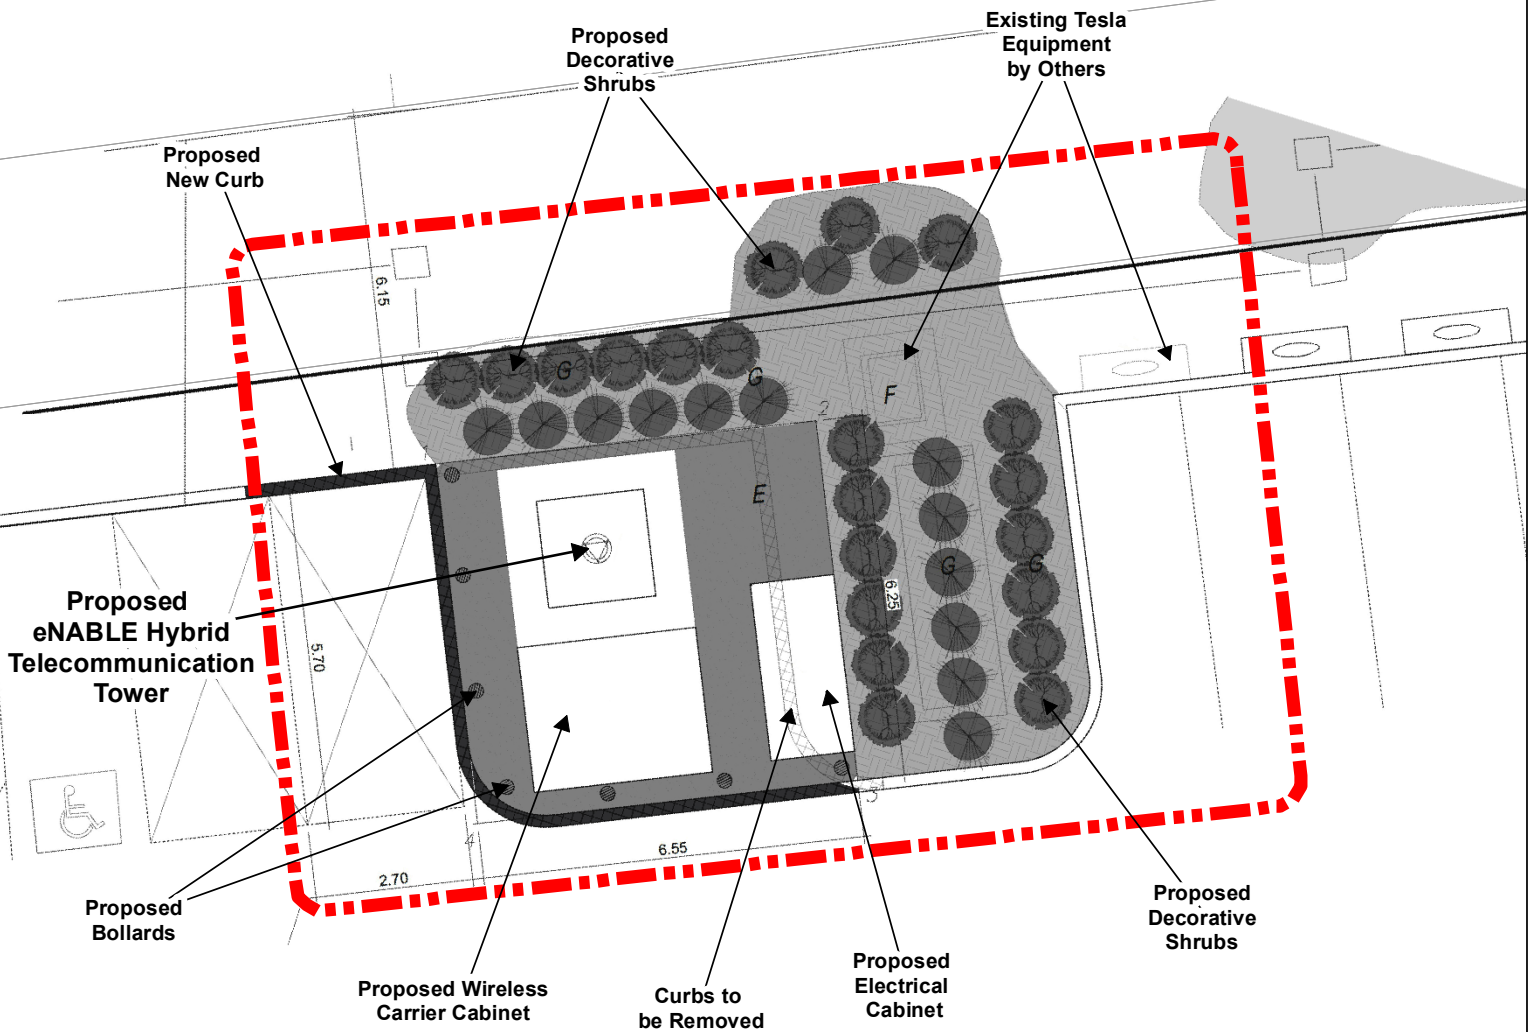 Existing Tesla
Equipment
by Others
Proposed
Decorative
Shrubs
Proposed
New Curb
6.15
G
G
F
2
E
G
G
6.25
Proposed
eNABLE Hybrid
Telecommunication
Tower
5.70
3
4
6.55
2.70
Proposed
Bollards
Proposed
Decorative
Shrubs
Proposed
Electrical
Cabinet
Proposed Wireless
Carrier Cabinet
Curbs to
be Removed